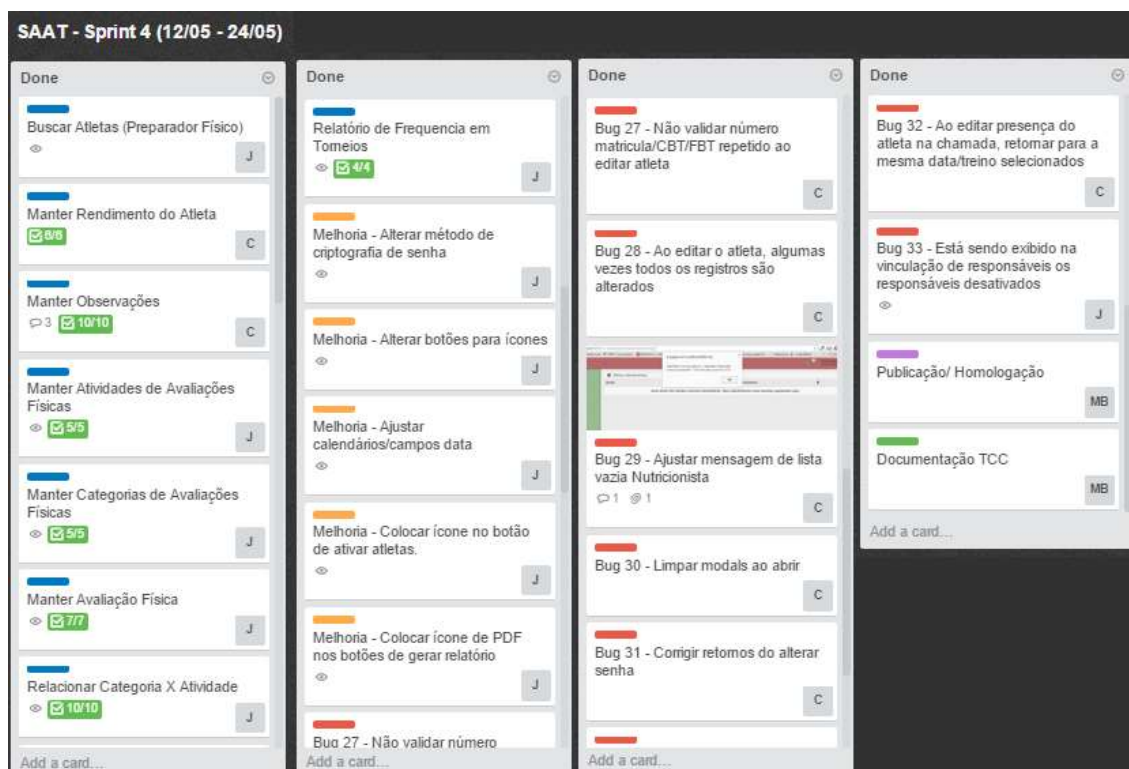 SAAT - Sprint 4 (12/05 - 24/05)
Done
Buscar Atletas (Preparador Físico)
J
Manter Rendimento do Atleta
8/8
C
Manter Observações
3 10/10
C
Manter Atividades de Avaliações
Físicas
5/5
J
Manter Categorias de Avaliações
Físicas
5/5
J
Manter Avaliação Física
7/7
J
Relacionar Categoria X Atividade
10/10
J
Add a card...
Done
Relatório de Frequencia em
Torneios
4/4
J
Melhoria - Alterar método de
criptografia de senha
J
Melhoria - Alterar botões para ícones
J
Melhoria - Ajustar
calendários/campos data
J
Melhoria - Colocar ícone no botão
de ativar atletas.
J
Melhoria - Colocar ícone de PDF
nos botões de gerar relatório
J
Bug 27 - Não validar número
Add a card...
Done
Bug 27 - Não validar número
matricula/CBT/FBT repetido ao
editar atleta
C
Bug 28 - Ao editar o atleta, algumas
vezes todos os registros são
alterados
C
Bug 29 - Ajustar mensagem de lista
vazia Nutricionista
1 1
C
Bug 30 - Limpar modals ao abrir
C
Bug 31 - Corrigir retornos do alterar
senha
C
Add a card...
Done
Bug 32 - Ao editar presença do
atleta na chamada, retornar para a
mesma data/treino selecionados
C
Bug 33 - Está sendo exibido na
vinculação de responsáveis os
responsáveis desativados
J
Publicação/ Homologação
MB
Documentação TCC
MB
Add a card...